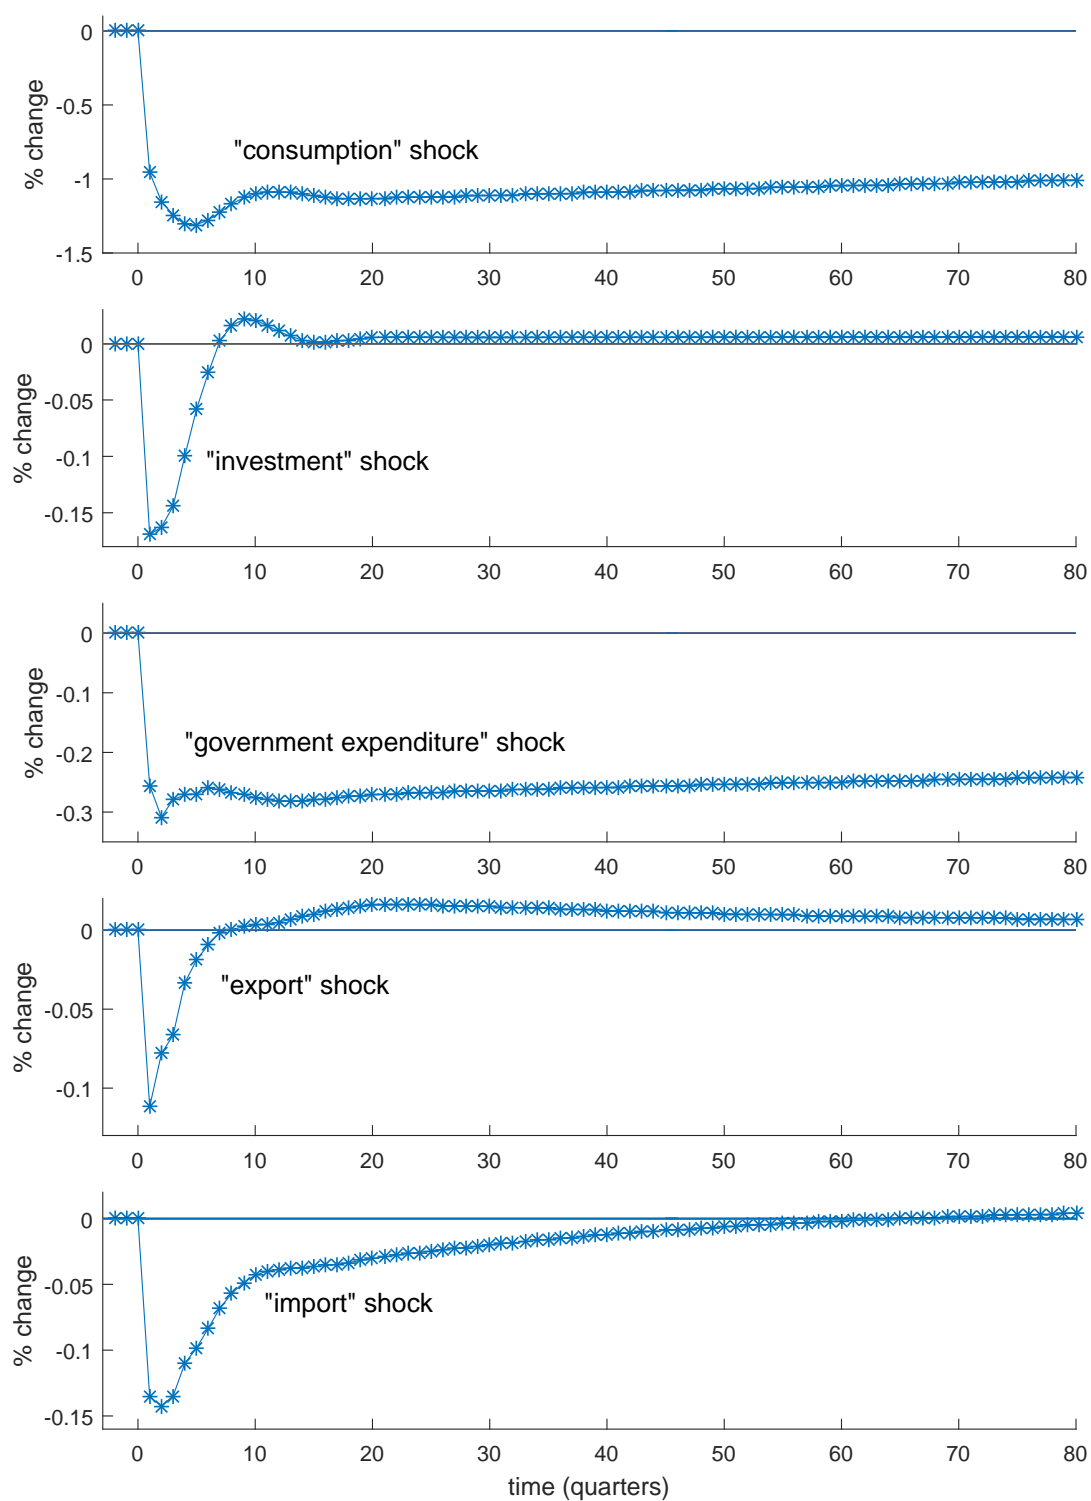 0
-0.5
-1
-1.5
% change
"consumption" shock
0 10 20 30 40 50 60 70 80
0
-0.05
-0.1
-0.15
% change
"investment" shock
0 10 20 30 40 50 60 70 80
0
-0.1
-0.2
-0.3
% change
"government expenditure" shock
0 10 20 30 40 50 60 70 80
0
-0.05
-0.1
% change
"export" shock
0 10 20 30 40 50 60 70 80
0
-0.05
-0.1
-0.15
% change
"import" shock
0 10 20 30 40 50 60 70 80
time (quarters)